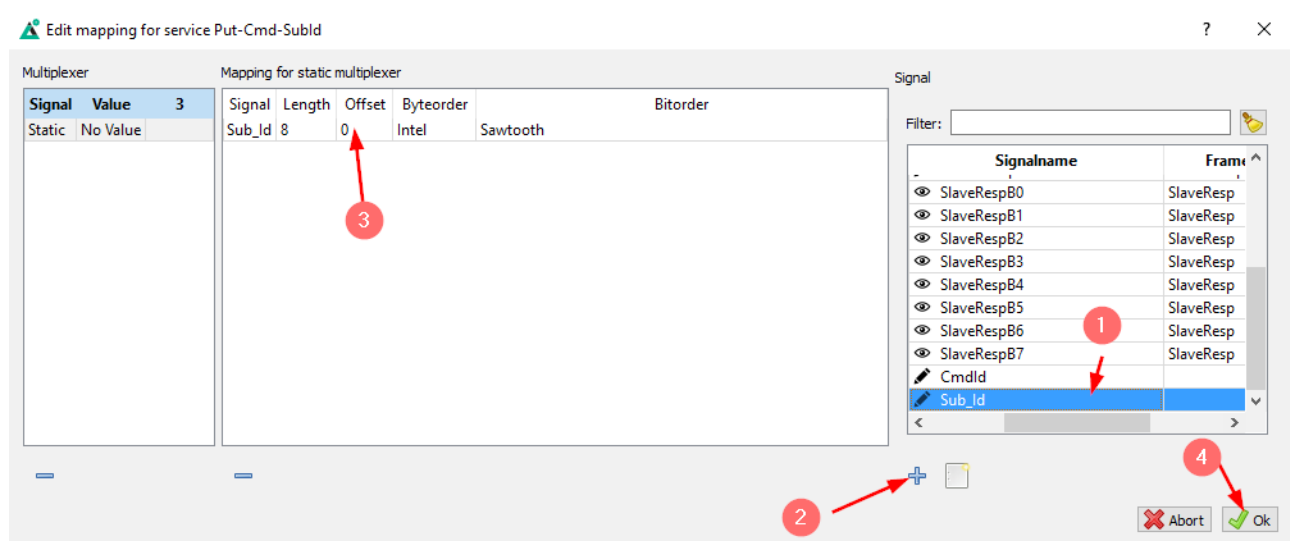 Edit mapping for service Put-Cmd-SubId ?
Multiplexer
Signal Value 3
Static No Value
Mapping for static multiplexer
Signal Length Offset Byteorder Bitorder
Sub_Id 8 0 Intel Sawtooth
3
Signal
Filter:
Signalname Frame
SlaveRespB0 SlaveResp
SlaveRespB1 SlaveResp
SlaveRespB2 SlaveResp
SlaveRespB3 SlaveResp
SlaveRespB4 SlaveResp
SlaveRespB5 SlaveResp
SlaveRespB6 SlaveResp
SlaveRespB7 SlaveResp
CmdId
Sub_Id
1
2
4
Abort Ok